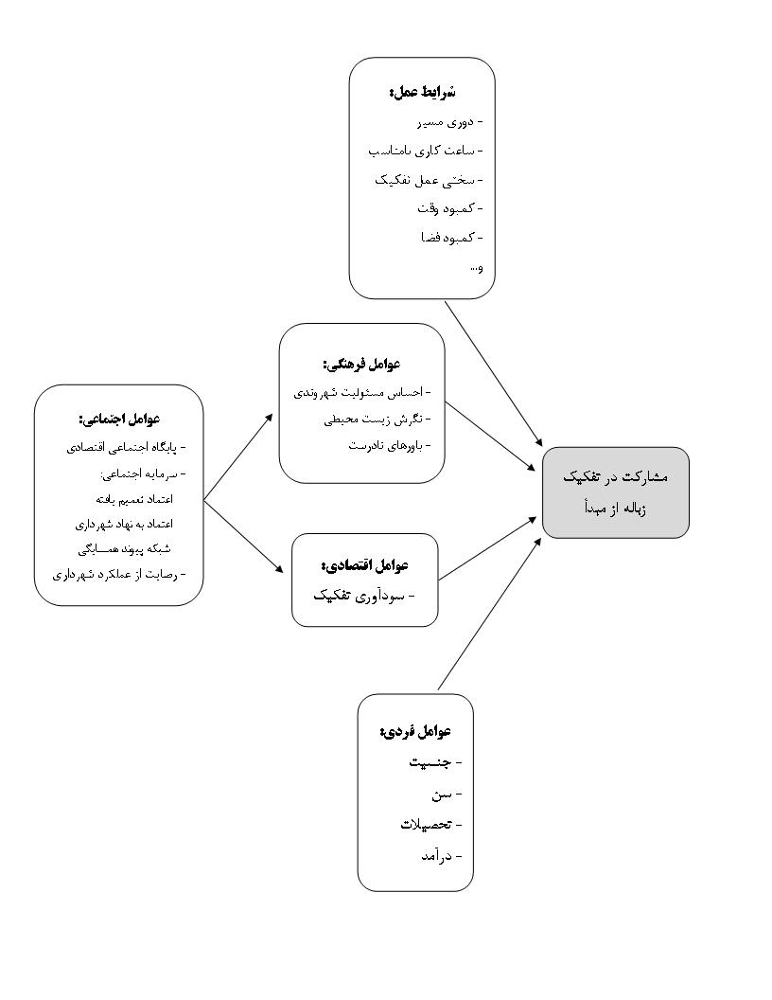 شرایط عمل:
- دوری مسیر
- ساعت کاری نامناسب
- سختی عمل تفکیک
- کمبود وقت
- کمبود فضا
و...
عوامل فرهنگی:
- احساس مسئولیت شهروندی
- نگرش زیست محیطی
- باورهای نادرست
عوامل اجتماعی:
- پایگاه اجتماعی اقتصادی
- سرمایه اجتماعی:
اعتماد تعمیم یافته
اعتماد به نهاد شهرداری
شبکه پیوند همسایگی
- رضایت از عملکرد شهرداری
مشارکت در تفکیک
زباله از مبدأ
عوامل اقتصادی:
- سودآوری تفکیک
عوامل فردی:
- جنسیت
- سن
- تحصیلات
- درآمد